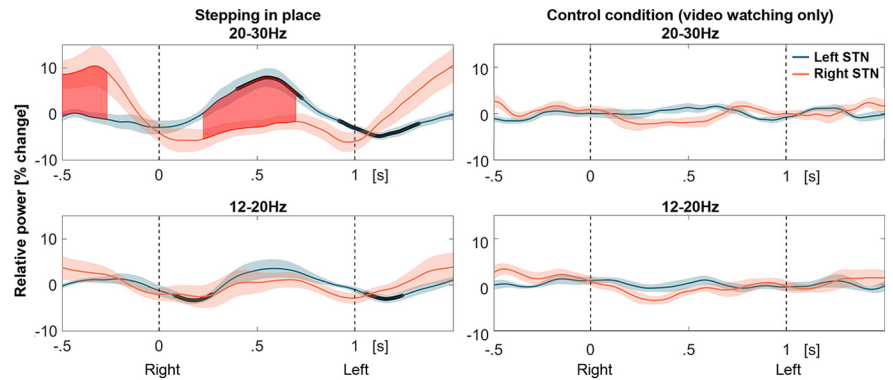 Stepping in place
20-30Hz
Control condition (video watching only)
20-30Hz
Left STN
Right STN
Relative power [% change]
10
0
-10
-.5 0 .5 1 [s]
10
0
-10
-.5 0 .5 1 [s]
12-20Hz
12-20Hz
10
0
-10
-.5 0 .5 1 [s]
Right Left
10
0
-10
-.5 0 .5 1 [s]
Right Left